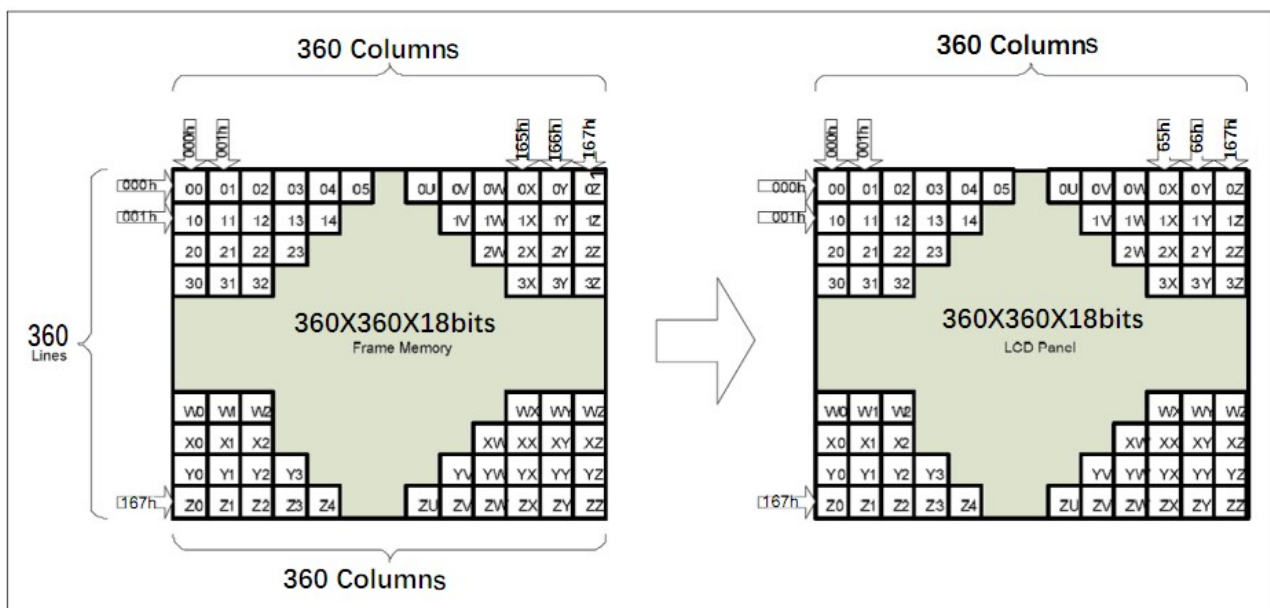 360 Columns
000h 001h 165h 166h 167h
000h 00 01 02 03 04 05 0U 0V 0W 0X 0Y 0Z
001h 10 11 12 13 14 1V 1W 1X 1Y 1Z
20 21 22 23 2W 2X 2Y 2Z
30 31 32 3X 3Y 3Z
360
Lines
360X360X18bits
Frame Memory
W0 W1 W2 WX WY WZ
X0 X1 X2 XW XX XY XZ
Y0 Y1 Y2 Y3 YV YW YX YY YZ
167h Z0 Z1 Z2 Z3 Z4 ZU ZV ZW ZX ZY ZZ
360 Columns
360 Columns
000h 001h 65h 66h 167h
000h 00 01 02 03 04 05 0U 0V 0W 0X 0Y 0Z
001h 10 11 12 13 14 1V 1W 1X 1Y 1Z
20 21 22 23 2W 2X 2Y 2Z
30 31 32 3X 3Y 3Z
360X360X18bits
LCD Panel
W0 W1 W2 WX WY WZ
X0 X1 X2 XW XX XY XZ
Y0 Y1 Y2 Y3 YV YW YX YY YZ
167h Z0 Z1 Z2 Z3 Z4 ZU ZV ZW ZX ZY ZZ